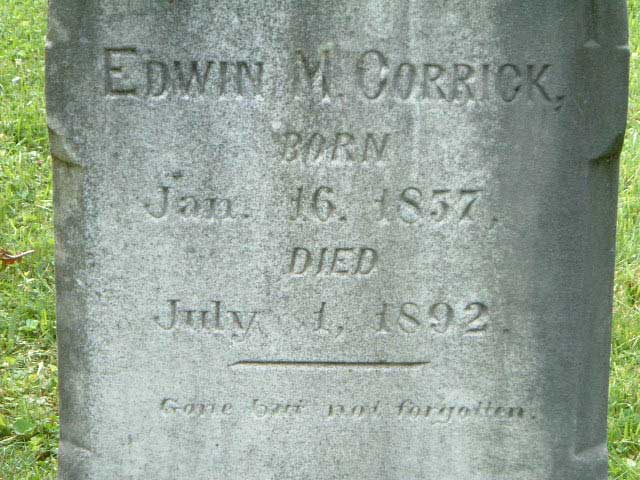 EDWIN M. CORRICK,
BORN
Jan. 16. 1857,
DIED
July 1, 1892.
Gone but not forgotten.